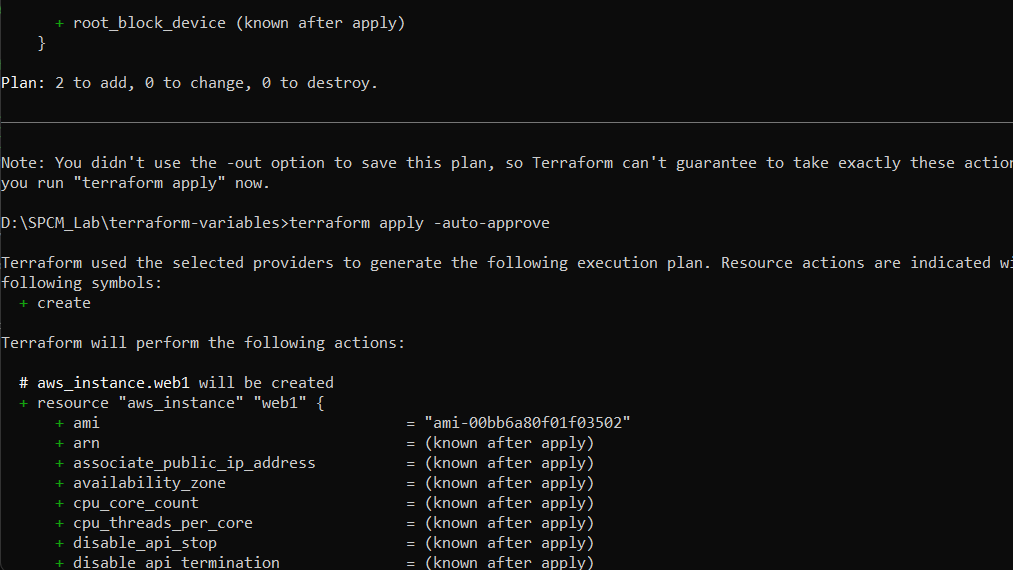 + root_block_device (known after apply)
}
Plan: 2 to add, 0 to change, 0 to destroy.
Note: You didn't use the -out option to save this plan, so Terraform can't guarantee to take exactly these action
you run "terraform apply" now.
D:\SPCM_Lab\terraform-variables>terraform apply -auto-approve
Terraform used the selected providers to generate the following execution plan. Resource actions are indicated wi
following symbols:
+ create
Terraform will perform the following actions:
# aws_instance.web1 will be created
+ resource "aws_instance" "web1" {
+ ami = "ami-00bb6a80f01f03502"
+ arn = (known after apply)
+ associate_public_ip_address = (known after apply)
+ availability_zone = (known after apply)
+ cpu_core_count = (known after apply)
+ cpu_threads_per_core = (known after apply)
+ disable_api_stop = (known after apply)
+ disable_api_termination = (known after apply)